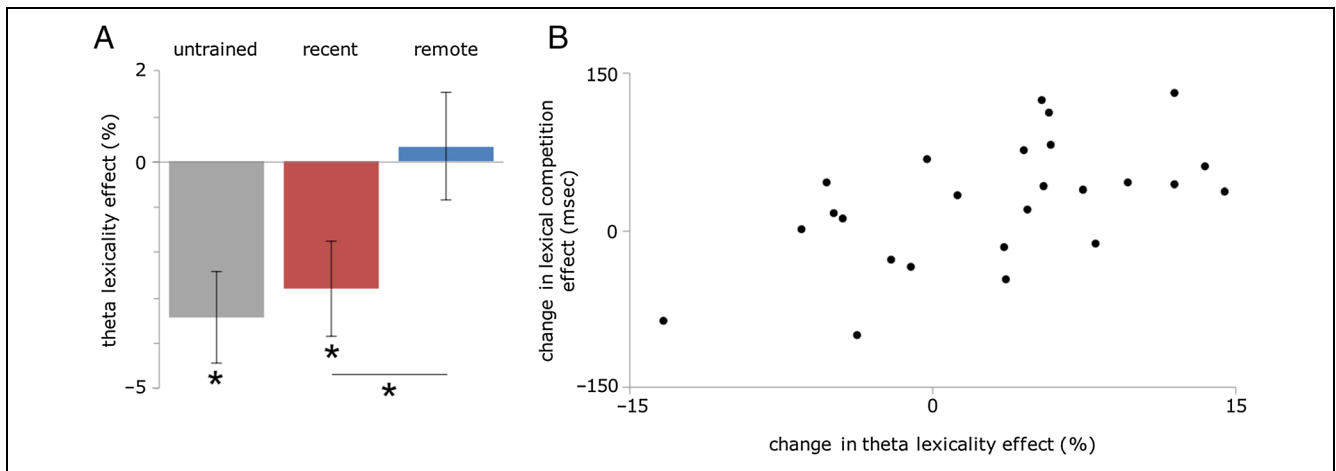 A
untrained recent remote
theta lexicality effect (%)
2
0
–5
*
*
*
B
change in lexical competition
effect (msec)
150
0
–150
–15 0 15
change in theta lexicality effect (%)